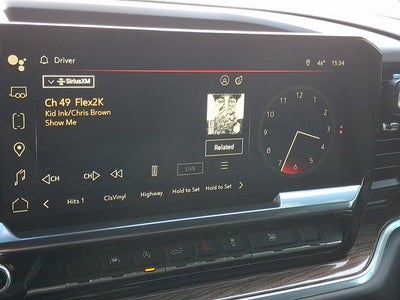 Driver
46° 15:34
SiriusXM
Ch 49 Flex2K
Kid Ink/Chris Brown
Show Me
Related
12
11 1
10 2
9 3
8 4
7 5
6
CH CH LIVE
Hits 1 ClsVinyl Highway Hold to Set Hold to Set